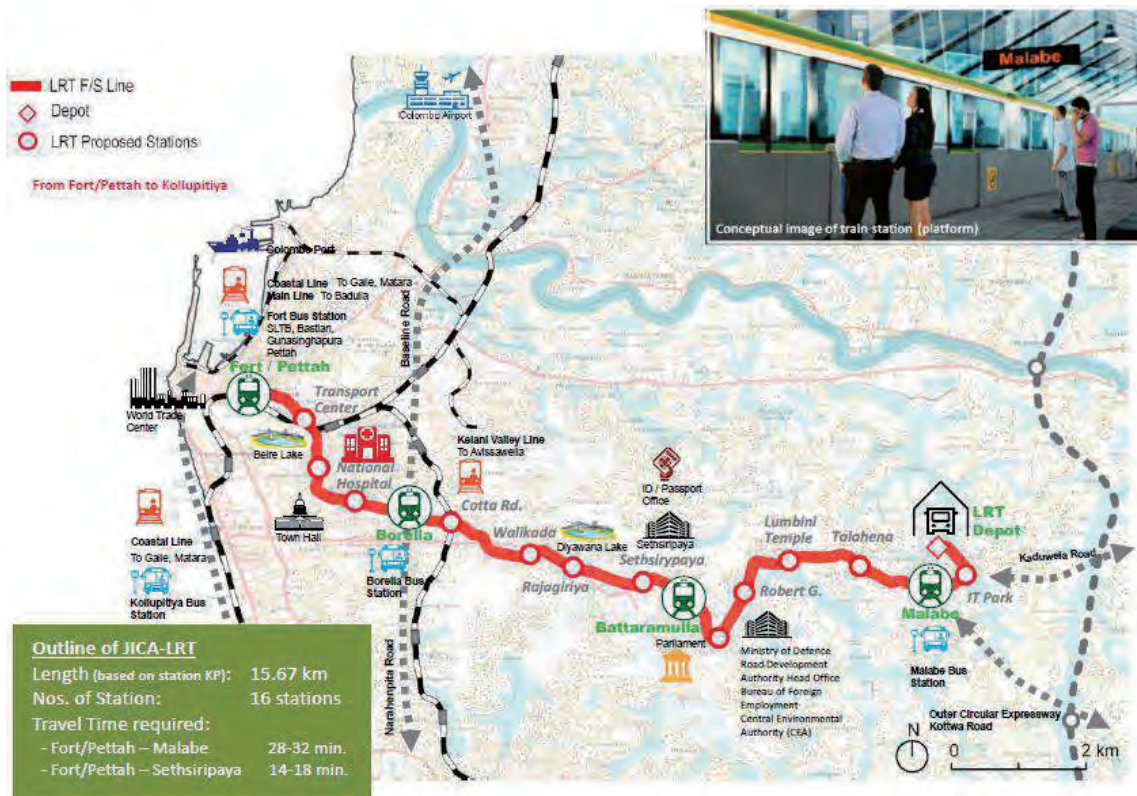 LRT F/S Line
Depot
LRT Proposed Stations
From Fort/Pettah to Kollupitiya
Colombo Airport
Malabe
Conceptual image of train station (platform)
Colombo Port
Coastal Line To Galle, Matara
Main Line To Badulla
Fort Bus Station
SLTB, Bastian,
Gunasinghapura
Pettah
Fort / Pettah
World Trade
Center
Transport
Center
Beire Lake
Baseline Road
National
Hospital
Town Hall
Borella
Cotta Rd.
Kelani Valley Line
To Avissawella
Coastal Line
To Galle, Matara
Kollupitiya Bus
Station
Borella Bus
Station
Narahenpita Road
Walikada
Rajagiriya
Diyawana Lake
ID / Passport
Office
Sethsiripaya
Sethsirypaya
Battaramulla
Parliament
Robert G.
Lumbini
Temple
Talahena
LRT
Depot
Malabe
IT Park
Kaduwela Road
Malabe Bus
Station
Ministry of Defence
Road Development
Authority Head Office
Bureau of Foreign
Employment
Central Environmental
Authority (CEA)
Outer Circular Expressway
Kottwa Road
N
0 2 km
Outline of JICA-LRT
Length (based on station KP): 15.67 km
Nos. of Station: 16 stations
Travel Time required:
- Fort/Pettah – Malabe 28-32 min.
- Fort/Pettah – Sethsiripaya 14-18 min.